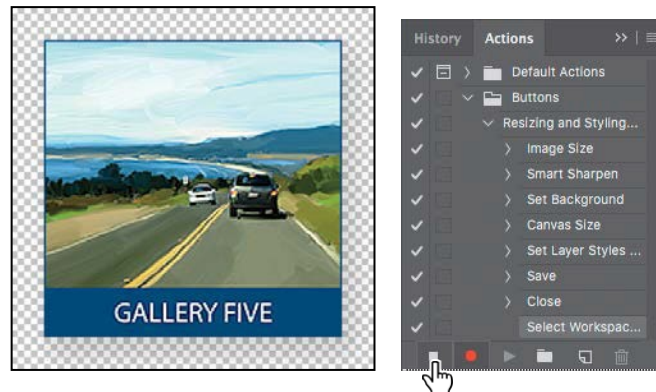 GALLERY FIVE
History Actions
Default Actions
Buttons
Resizing and Styling...
Image Size
Smart Sharpen
Set Background
Canvas Size
Set Layer Styles ...
Save
Close
Select Workspac...